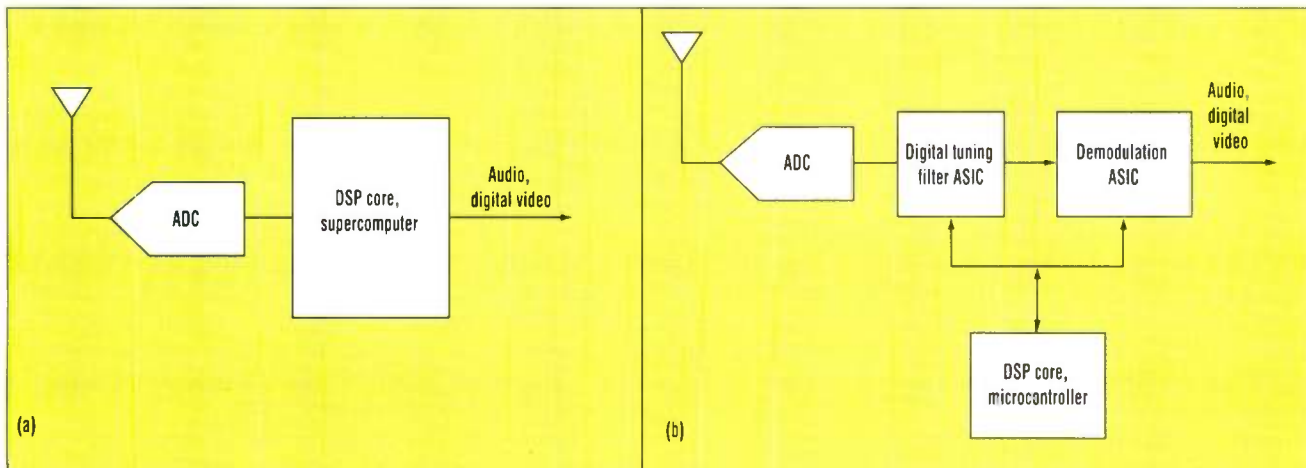 ADC
DSP core,
supercomputer
Audio,
digital video
(a)
ADC
Digital tuning
filter ASIC
Demodulation
ASIC
Audio,
digital
video
DSP core,
microcontroller
(b)